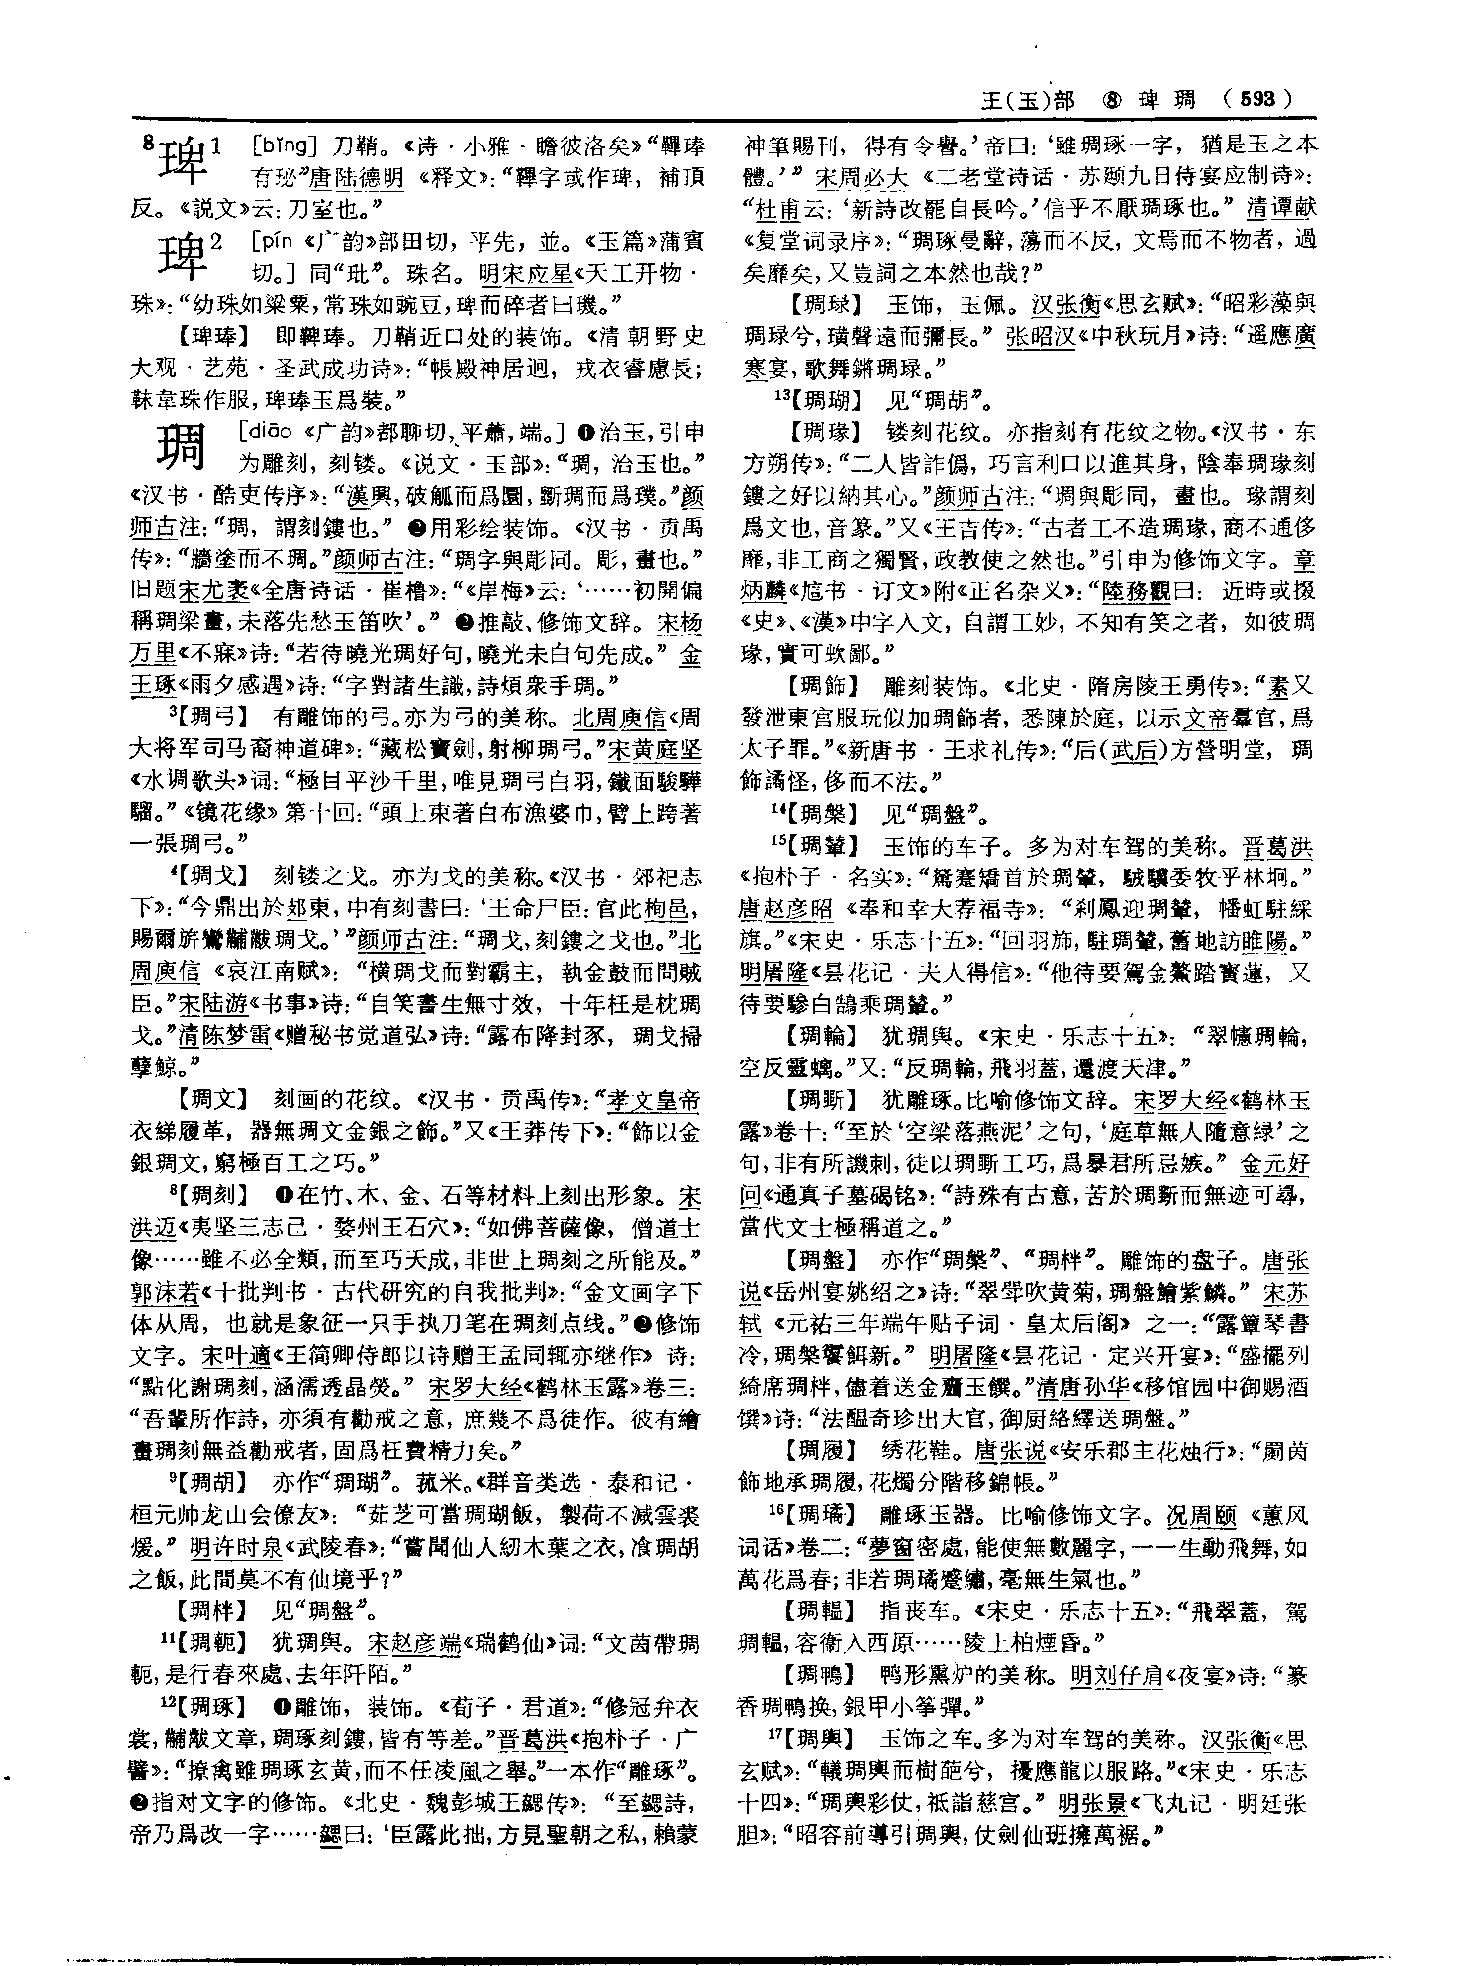 王(玉)部 ⑧ 琕 琱 (593)
8琕1 [bǐng] 刀鞘。《诗·小雅·瞻彼洛矣》“鞸琫
有珌”唐陆德明《释文》:“鞸字或作琕, 補頂
反。《説文》云:刀室也。”
琕2 [pín《广韵》部田切, 平先, 並。《玉篇》蒲賓
切。] 同“玭”。珠名。明宋应星《天工开物·
珠》:“幼珠如梁粟,常珠如豌豆,琕而碎者曰璣。”
【琕琫】 即鞞琫。刀鞘近口处的装饰。《清朝野史
大观·艺苑·圣武成功诗》:“帳殿神居迥, 戎衣睿慮長;
韎韋珠作服,琕琫玉爲裝。”
琱 [diāo《广韵》都聊切,平蕭,端。] ❶治玉,引申
为雕刻, 刻镂。《说文·玉部》:“琱, 治玉也。”
《汉书·酷吏传序》:“漢興,破觚而爲圜,斲琱而爲璞。”颜
师古注:“琱, 謂刻鏤也。” ❷用彩绘装饰。《汉书·贡禹
传》:“牆塗而不琱。”颜师古注:“琱字與彫同。彫,畫也。”
旧题宋尤袤《全唐诗话·崔橹》:“《岸梅》云:‘……初開偏
稱琱梁畫,未落先愁玉笛吹’。” ❸推敲、修饰文辞。宋杨
万里《不寐》诗:“若待曉光琱好句,曉光未白句先成。” 金
王琢《雨夕感遇》诗:“字對諸生識,詩煩衆手琱。”
3【琱弓】 有雕饰的弓。亦为弓的美称。北周庾信《周
大将军司马裔神道碑》:“藏松寶劍,射柳琱弓。”宋黄庭坚
《水调歌头》词:“極目平沙千里,唯見琱弓白羽,鐵面駿驊
騮。”《镜花缘》第十回:“頭上束著白布漁婆巾,臂上跨著
一張琱弓。”
4【琱戈】 刻镂之戈。亦为戈的美称。《汉书·郊祀志
下》:“今鼎出於郊東,中有刻書曰:‘王命尸臣:官此栒邑,
賜爾旂鸞黼黻琱戈。’”颜师古注:“琱戈,刻鏤之戈也。”北
周庾信《哀江南赋》:“橫琱戈而對霸主, 執金鼓而問賊
臣。”宋陆游《书事》诗:“自笑書生無寸效, 十年枉是枕琱
戈。”清陈梦雷《赠秘书觉道弘》诗:“露布降封豕, 琱戈掃
孽鯨。”
【琱文】 刻画的花纹。《汉书·贡禹传》:“孝文皇帝
衣綈履革, 器無琱文金銀之飾。”又《王莽传下》:“飾以金
銀琱文,窮極百工之巧。”
8【琱刻】 ❶在竹、木、金、石等材料上刻出形象。宋
洪迈《夷坚三志己·婺州王石穴》:“如佛菩薩像, 僧道士
像……雖不必全類,而至巧天成,非世上琱刻之所能及。”
郭沫若《十批判书·古代研究的自我批判》:“金文画字下
体从周, 也就是象征一只手执刀笔在琱刻点线。”❷修饰
文字。宋叶適《王简卿侍郎以诗赠王孟同辄亦继作》诗:
“點化謝琱刻,涵濡透晶熒。” 宋罗大经《鹤林玉露》卷三:
“吾輩所作詩, 亦須有勸戒之意, 庶幾不爲徒作。彼有繪
畫琱刻無益勸戒者,固爲枉費精力矣。”
9【琱胡】 亦作“琱瑚”。菰米。《群音类选·泰和记·
桓元帅龙山会僚友》:“茹芝可當琱瑚飯, 製荷不減雲裘
煖。” 明许时泉《武陵春》:“嘗聞仙人紉木葉之衣,飡琱胡
之飯,此間莫不有仙境乎?”
【琱柈】 见“琱盤”。
11【琱軛】 犹琱舆。宋赵彦端《瑞鹤仙》词:“文茵帶琱
軛,是行春來處、去年阡陌。”
12【琱琢】 ❶雕饰, 装饰。《荀子·君道》:“修冠弁衣
裳,黼黻文章,琱琢刻鏤,皆有等差。”晋葛洪《抱朴子·广
譬》:“撩禽雖琱琢玄黄,而不任凌風之舉。”一本作“雕琢”。
❷指对文字的修饰。《北史·魏彭城王勰传》:“至勰詩,
帝乃爲改一字……勰曰:‘臣露此拙,方見聖朝之私,賴蒙
神筆賜刊, 得有令譽。’帝曰:‘雖琱琢一字, 猶是玉之本
體。’” 宋周必大《二老堂诗话·苏颋九日侍宴应制诗》:
“杜甫云:‘新詩改罷自長吟。’信乎不厭琱琢也。” 清谭献
《复堂词录序》:“琱琢曼辭,蕩而不反, 文焉而不物者, 過
矣靡矣,又豈詞之本然也哉?”
【琱琭】 玉饰, 玉佩。汉张衡《思玄赋》:“昭彩藻與
琱琭兮,璜聲遠而彌長。” 张昭汉《中秋玩月》诗:“遥應廣
寒宴,歌舞鏘琱琭。”
13【琱瑚】 见“琱胡”。
【琱瑑】 镂刻花纹。亦指刻有花纹之物。《汉书·东
方朔传》:“二人皆詐僞, 巧言利口以進其身, 陰奉琱瑑刻
鏤之好以納其心。”颜师古注:“琱與彫同, 畫也。瑑謂刻
爲文也,音篆。”又《王吉传》:“古者工不造琱瑑,商不通侈
靡,非工商之獨賢,政教使之然也。”引申为修饰文字。章
炳麟《訄书·订文》附《正名杂义》:“陸務觀曰: 近時或掇
《史》、《漢》中字入文, 自謂工妙, 不知有笑之者, 如彼琱
瑑,實可蚩鄙。”
【琱飾】 雕刻装饰。《北史·隋房陵王勇传》:“素又
發泄東宮服玩似加琱飾者, 悉陳於庭, 以示文帝羣官,爲
太子罪。”《新唐书·王求礼传》:“后(武后)方營明堂, 琱
飾譎怪,侈而不法。”
14【琱槃】 见“琱盤”。
15【琱輦】 玉饰的车子。多为对车驾的美称。晋葛洪
《抱朴子·名实》:“駑蹇矯首於琱輦, 駥驥委牧乎林坰。”
唐赵彦昭《奉和幸大荐福寺》:“刹鳳迎琱輦, 幡虹駐綵
旗。”《宋史·乐志十五》:“回羽旆,駐琱輦,舊地訪睢陽。”
明屠隆《昙花记·夫人得信》:“他待要駕金鰲踏寶蓮, 又
待要驂白鵠乘琱輦。”
【琱輪】 犹琱舆。《宋史·乐志十五》:“翠幰琱輪,
空反靈螭。”又:“反琱輪,飛羽蓋,還渡天津。”
【琱斲】 犹雕琢。比喻修饰文辞。宋罗大经《鹤林玉
露》卷十:“至於‘空梁落燕泥’之句,‘庭草無人隨意緑’之
句,非有所譏刺,徒以琱斲工巧,爲暴君所忌嫉。” 金元好
问《通真子墓碣铭》:“詩殊有古意,苦於琱斲而無迹可尋,
當代文士極稱道之。”
【琱盤】 亦作“琱槃”、“琱柈”。雕饰的盘子。唐张
说《岳州宴姚绍之》诗:“翠斝吹黄菊,琱盤鱠紫鱗。” 宋苏
轼《元祐三年端午贴子词·皇太后阁》之一:“露簟琴書
冷,琱槃饗餌新。” 明屠隆《昙花记·定兴开宴》:“盛擺列
綺席琱柈,儘着送金齏玉饌。”清唐孙华《移馆园中御赐酒
馔》诗:“法醖奇珍出大官,御厨絡繹送琱盤。”
【琱履】 绣花鞋。唐张说《安乐郡主花烛行》:“罽茵
飾地承琱履,花燭分階移錦帳。”
16【琱璚】 雕琢玉器。比喻修饰文字。况周颐《蕙风
词话》卷二:“夢窗密處,能使無數麗字,一一生動飛舞,如
萬花爲春;非若琱璚蹙繡,毫無生氣也。”
【琱輼】 指丧车。《宋史·乐志十五》:“飛翠蓋, 駕
琱輼,容衛入西原……陵上柏煙昏。”
【琱鴨】 鸭形熏炉的美称。明刘仔肩《夜宴》诗:“篆
香琱鴨换,銀甲小筝彈。”
17【琱輿】 玉饰之车。多为对车驾的美称。汉张衡《思
玄赋》:“轙琱輿而樹葩兮, 擾應龍以服路。”《宋史·乐志
十四》:“琱輿彩仗,祗詣慈宫。” 明张景《飞丸记·明廷张
胆》:“昭容前導引琱輿,仗劍仙班擁萬裾。”